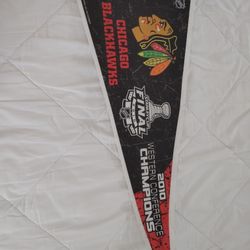 CHICAGO
BLACKHAWKS
FINAL
2010
WESTERN CONFERENCE
CHAMPIONS